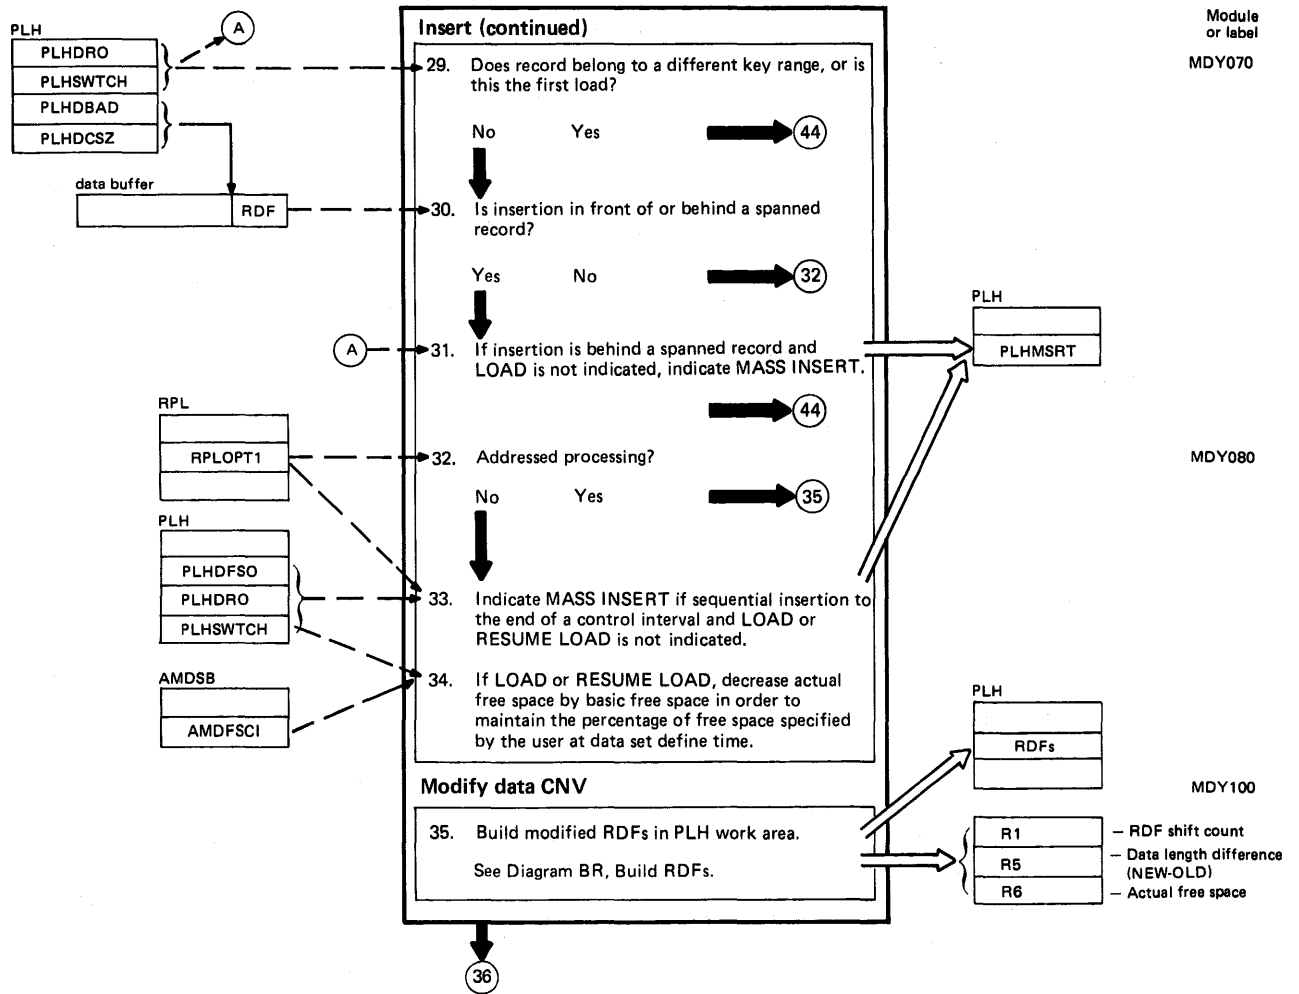 Insert (continued)
Module
or label
PLH
A
PLHDRO
PLHSWTCH
PLHDBAD
PLHDCSZ
29. Does record belong to a different key range, or is
this the first load?
MDY070
No Yes 44
data buffer
RDF
30. Is insertion in front of or behind a spanned
record?
Yes No 32
A
31. If insertion is behind a spanned record and
LOAD is not indicated, indicate MASS INSERT.
PLH
PLHMSRT
44
RPL
RPLOPT1
32. Addressed processing?
MDY080
No Yes 35
PLH
PLHDFSO
PLHDRO
PLHSWTCH
33. Indicate MASS INSERT if sequential insertion to
the end of a control interval and LOAD or
RESUME LOAD is not indicated.
AMDSB
AMDFSCI
34. If LOAD or RESUME LOAD, decrease actual
free space by basic free space in order to
maintain the percentage of free space specified
by the user at data set define time.
PLH
RDFs
Modify data CNV
MDY100
35. Build modified RDFs in PLH work area.
See Diagram BR, Build RDFs.
R1 – RDF shift count
R5 – Data length difference
(NEW-OLD)
R6 – Actual free space
36